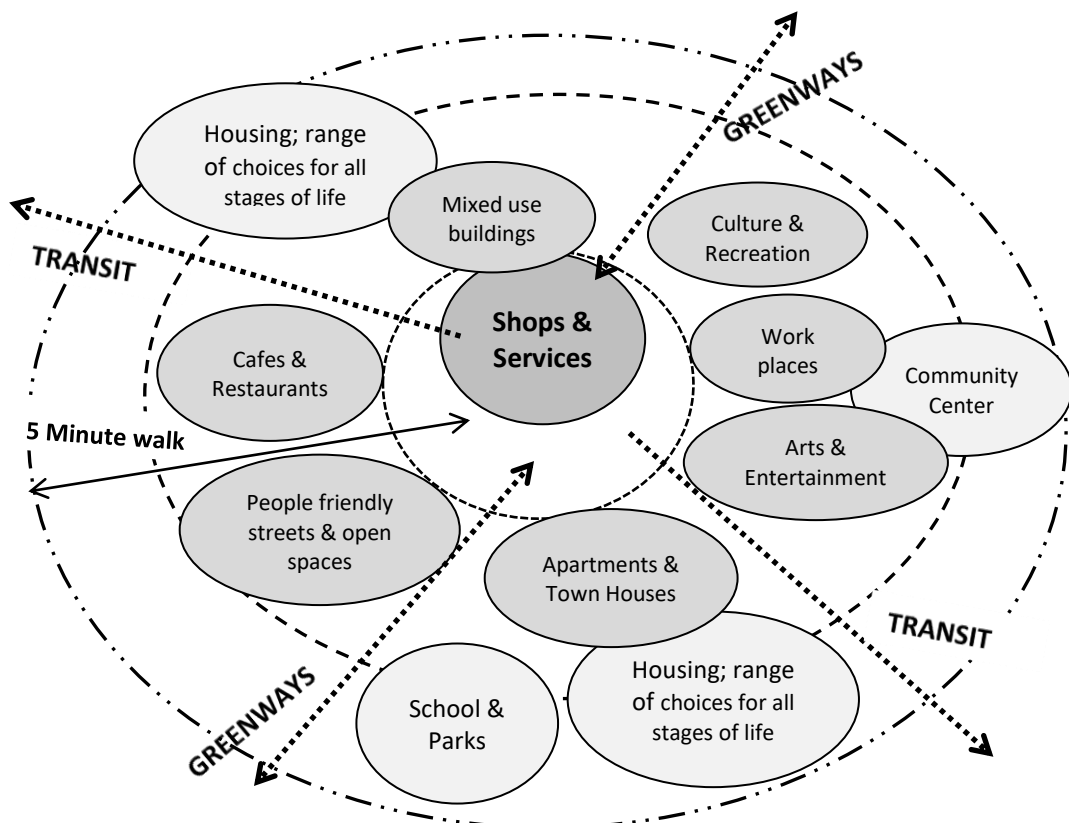 GREENWAYS
Housing; range
of choices for all
stages of life
Mixed use
buildings
Culture &
Recreation
TRANSIT
Shops &
Services
Work
places
Cafes &
Restaurants
Community
Center
5 Minute walk
Arts &
Entertainment
People friendly
streets & open
spaces
Apartments &
Town Houses
TRANSIT
GREENWAYS
School &
Parks
Housing; range
of choices for all
stages of life